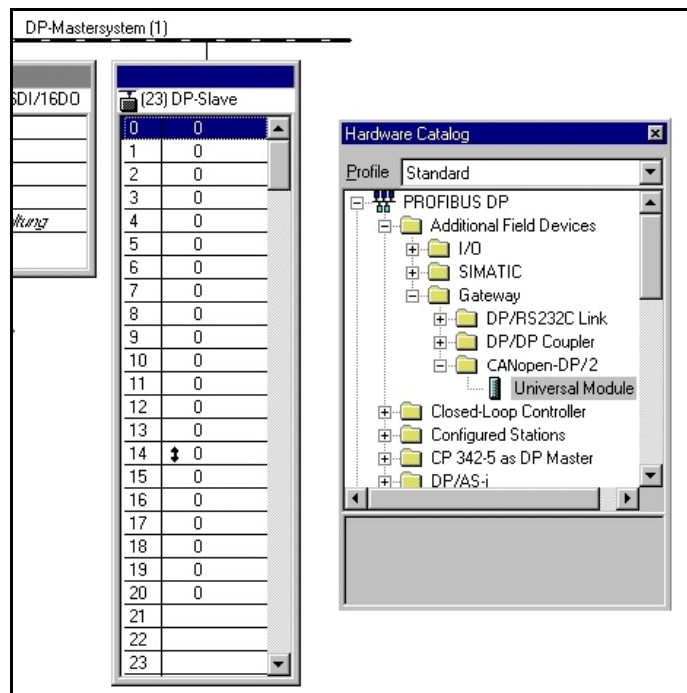 DP-Mastersystem (1)
6DI/16DO
(23) DP-Slave
0 0
1 0
2 0
3 0
4 0
5 0
6 0
7 0
8 0
9 0
10 0
11 0
12 0
13 0
14 0
15 0
16 0
17 0
18 0
19 0
20 0
21
22
23
Hardware Catalog
Profile Standard
PROFIBUS DP
Additional Field Devices
I/O
SIMATIC
Gateway
DP/RS232C Link
DP/DP Coupler
CANopen-DP/2
Universal Module
Closed-Loop Controller
Configured Stations
CP 342-5 as DP Master
DP/AS-i